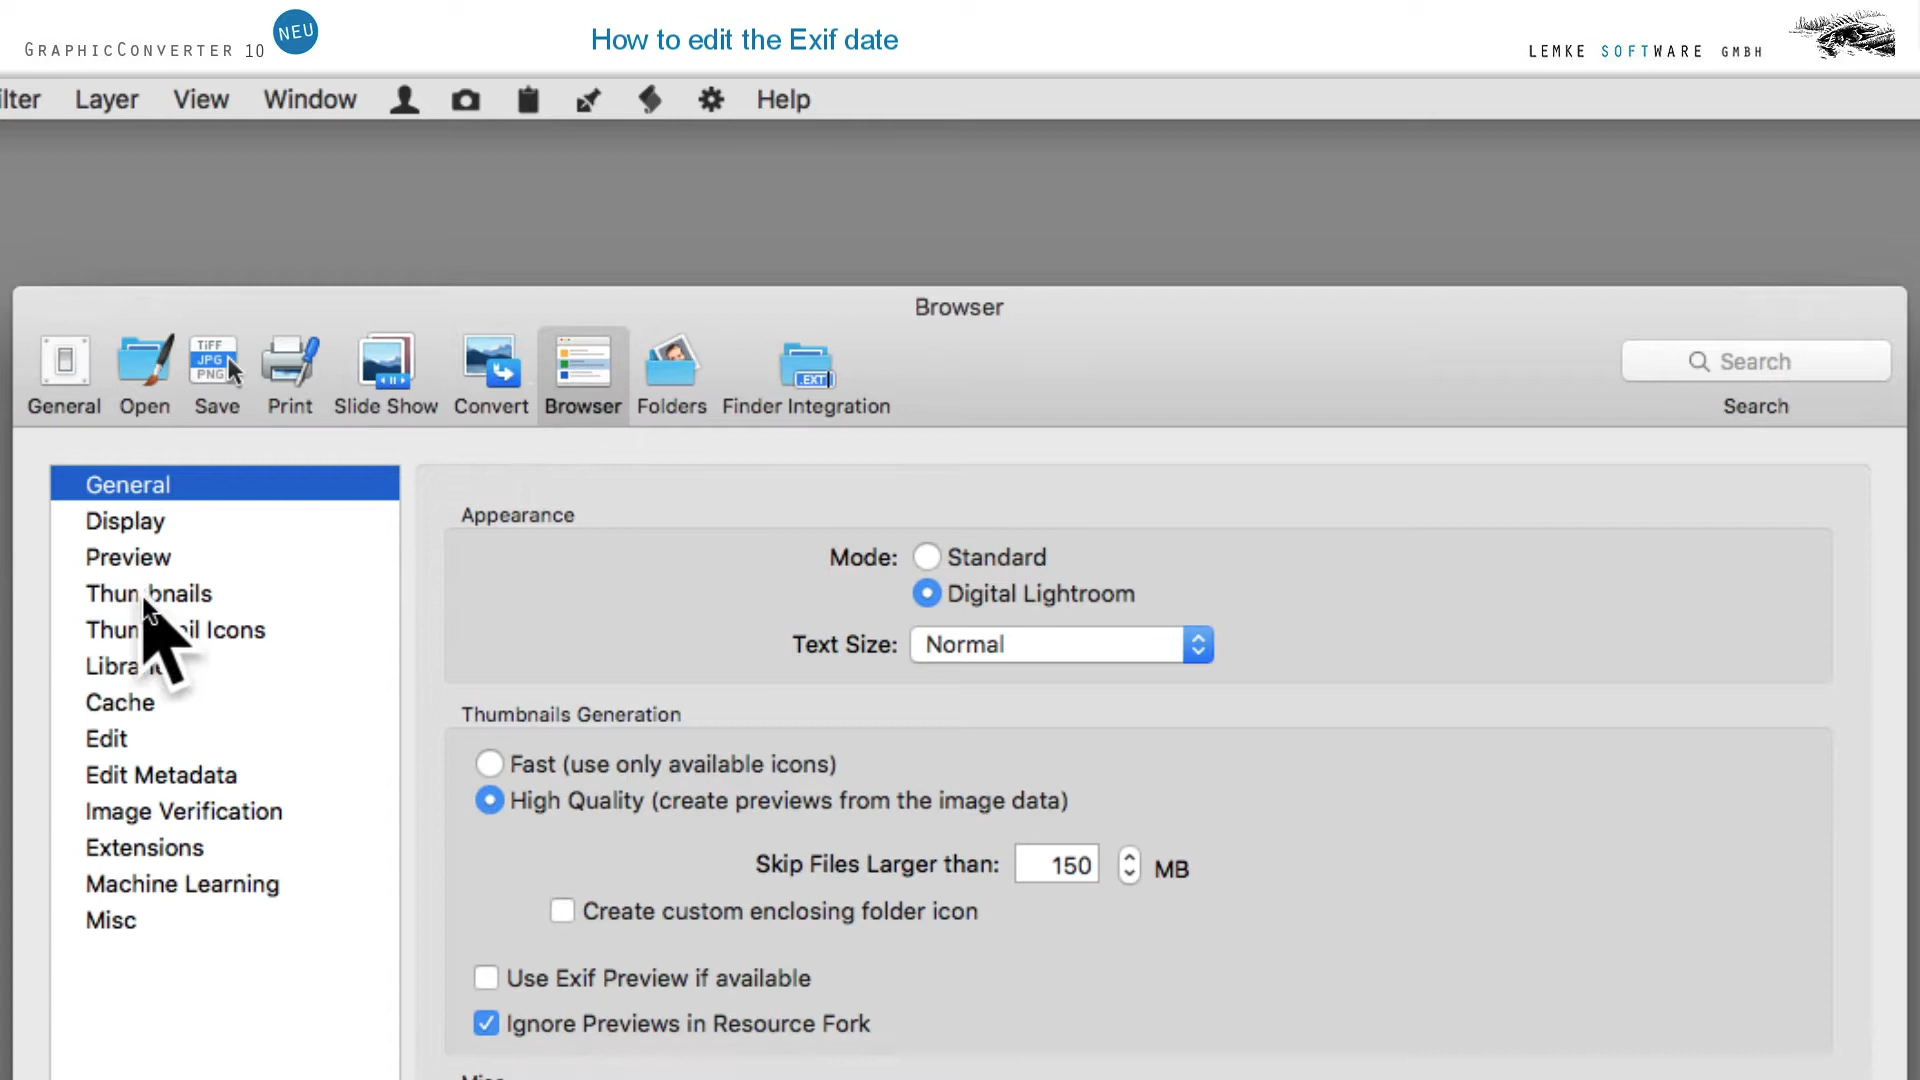 GRAPHICCONVERTER 10
NEU
How to edit the Exif date
LEMKE SOFTWARE GMBH
ilter Layer View Window Help
Browser
TIFF
JPG
PNG
.EXT
Search
General Open Save Print Slide Show Convert Browser Folders Finder Integration Search
General
Display
Preview
Thumbnails
Icons
Cache
Edit
Edit Metadata
Image Verification
Extensions
Machine Learning
Misc
Appearance
Mode: Standard
Digital Lightroom
Text Size: Normal
Thumbnails Generation
Fast (use only available icons)
High Quality (create previews from the image data)
Skip Files Larger than: 150 MB
Create custom enclosing folder icon
Use Exif Preview if available
Ignore Previews in Resource Fork